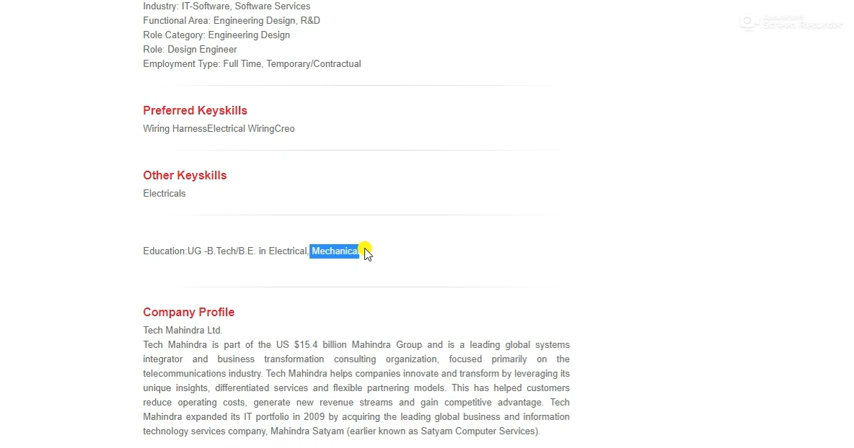 Industry: IT-Software, Software Services
Functional Area: Engineering Design, R&D
Role Category: Engineering Design
Role: Design Engineer
Employment Type: Full Time, Temporary/Contractual
Preferred Keyskills
Wiring HarnessElectrical WiringCreo
Other Keyskills
Electricals
Education:UG -B.Tech/B.E. in Electrical, Mechanical
Company Profile
Tech Mahindra Ltd.
Tech Mahindra is part of the US $15.4 billion Mahindra Group and is a leading global systems
integrator and business transformation consulting organization, focused primarily on the
telecommunications industry. Tech Mahindra helps companies innovate and transform by leveraging its
unique insights, differentiated services and flexible partnering models. This has helped customers
reduce operating costs, generate new revenue streams and gain competitive advantage. Tech
Mahindra expanded its IT portfolio in 2009 by acquiring the leading global business and information
technology services company, Mahindra Satyam (earlier known as Satyam Computer Services).